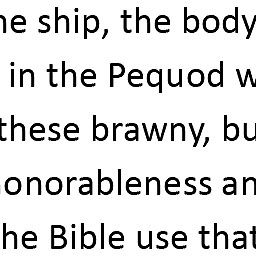 he ship, the body
in the Pequod w
these brawny, bu
onorableness an
he Bible use that